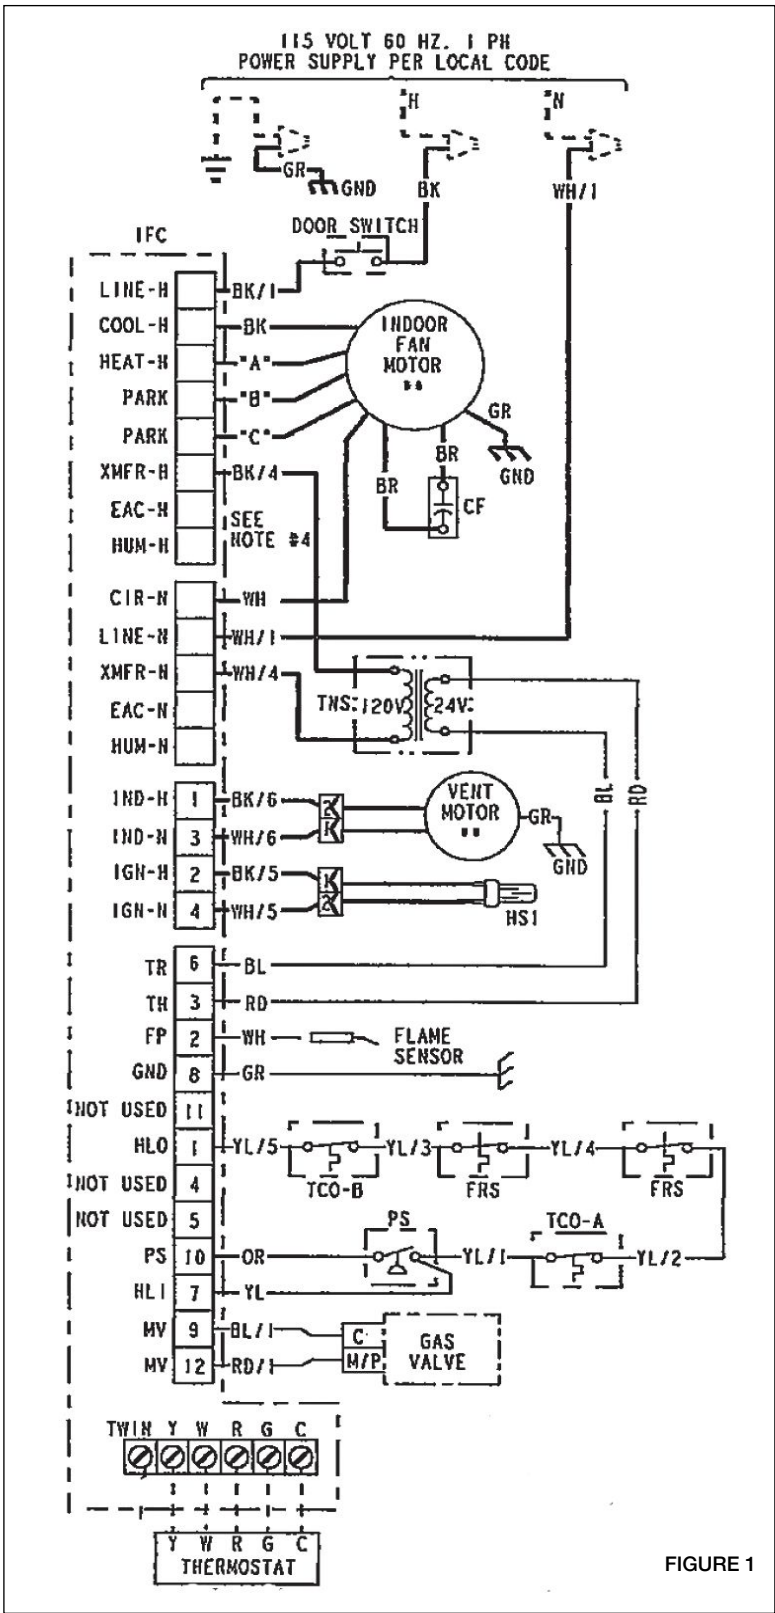 115 VOLT 60 HZ. 1 PH
POWER SUPPLY PER LOCAL CODE
H
N
GR
GND
BK
WH/1
DOOR SWITCH
IFC
LINE-H
BK/1
COOL-H
BK
INDOOR
FAN
MOTOR
**
HEAT-H
"A"
PARK
"B"
GR
PARK
"C"
BR
GND
XMFR-H
BK/4
BR
EAC-H
SEE
NOTE #4
CF
HUM-H
CIR-N
WH
LINE-N
WH/1
XMFR-H
WH/4
TNS.
120V
24V
EAC-N
HUM-N
BL
RD
IND-H 1 BK/6 2
VENT
MOTOR
**
GR
GND
IND-N 3 WH/6 1
IGN-H 2 BK/5 1
IGN-N 4 WH/5 2
HS1
TR 6 BL
TH 3 RD
FP 2 WH
FLAME
SENSOR
GND 8 GR
NOT USED 11
HLO 1 YL/5 YL/3 YL/4
TCO-B FRS FRS
NOT USED 4
NOT USED 5
PS TCO-A
PS 10 OR YL/1 YL/2
HLI 7 YL
MV 9 BL/1 C
GAS
VALVE
MV 12 RD/1 M/P
TWIN Y W R G C
Y W R G C
THERMOSTAT
FIGURE 1